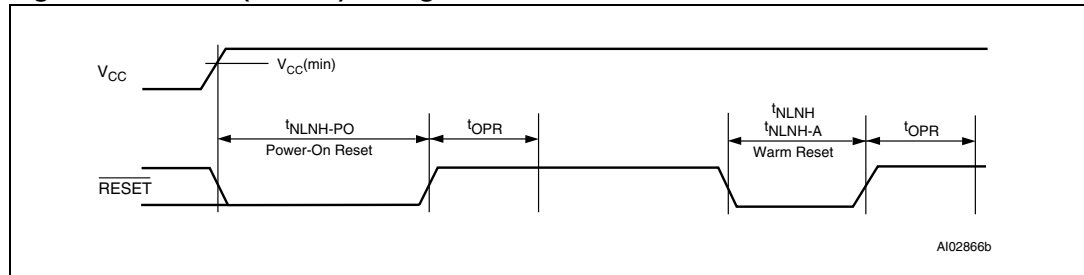 VCC
VCC(min)
tNLNH-PO
Power-On Reset
tOPR
tNLNH
tNLNH-A
Warm Reset
tOPR
RESET
AI02866b